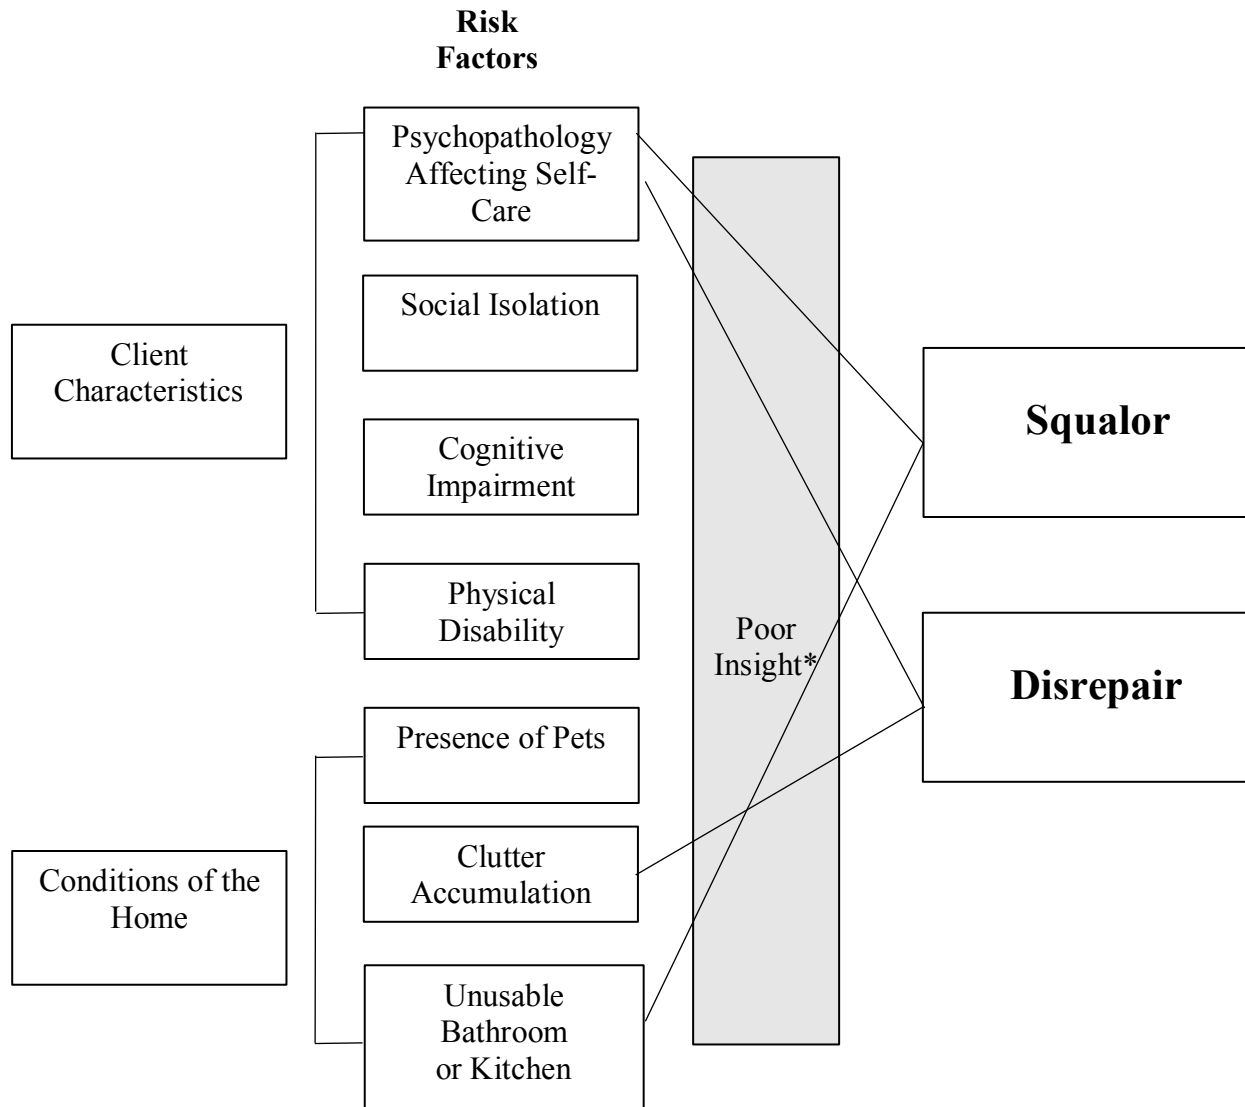 Risk
Factors
Psychopathology
Affecting Self-
Care
Social Isolation
Client
Characteristics
Cognitive
Impairment
Physical
Disability
Presence of Pets
Clutter
Accumulation
Conditions of the
Home
Unusable
Bathroom
or Kitchen
Poor
Insight*
Squalor
Disrepair